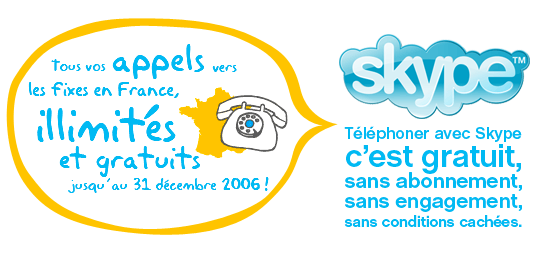 Tous vos appels vers
les fixes en France,
illimités
et gratuits
jusqu'au 31 décembre 2006 !
skype™
Téléphoner avec Skype
c'est gratuit,
sans abonnement,
sans engagement,
sans conditions cachées.